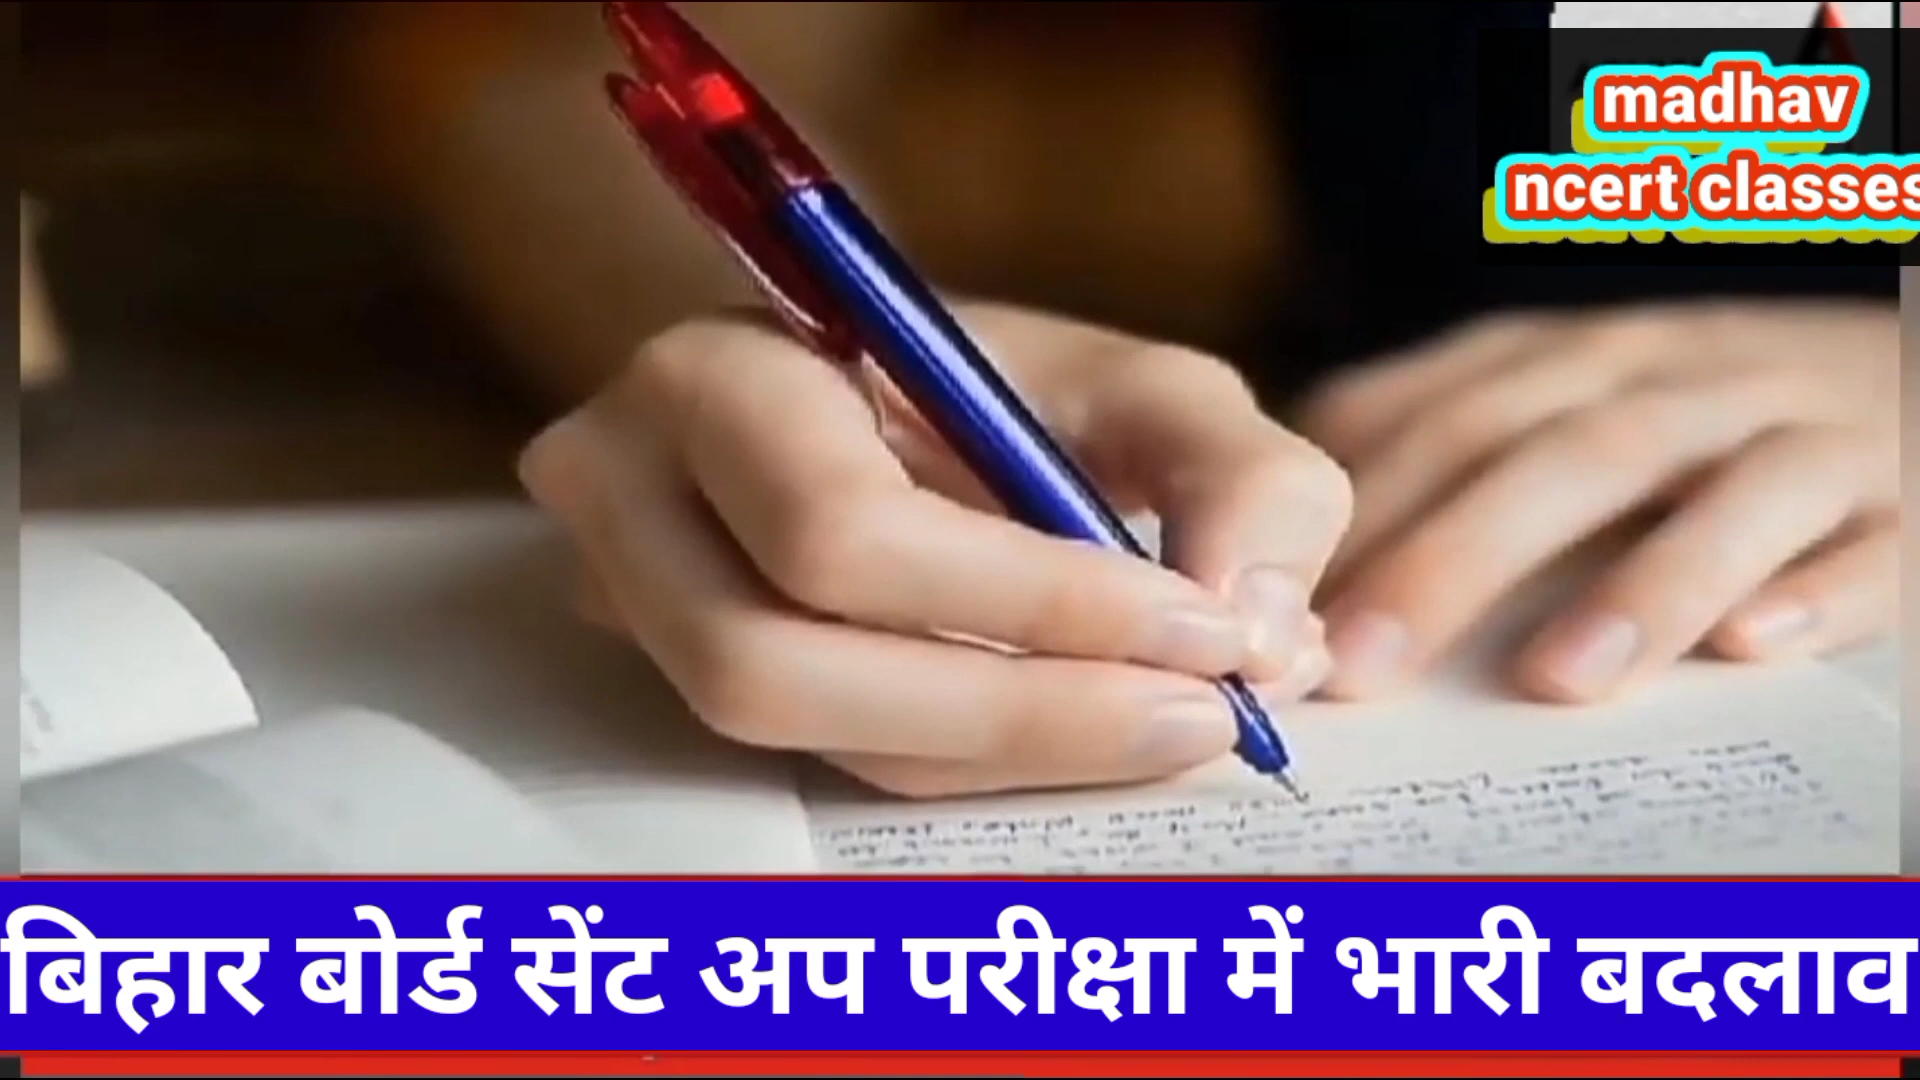 madhav
ncert classes
बिहार बोर्ड सेंट अप परीक्षा में भारी बदलाव